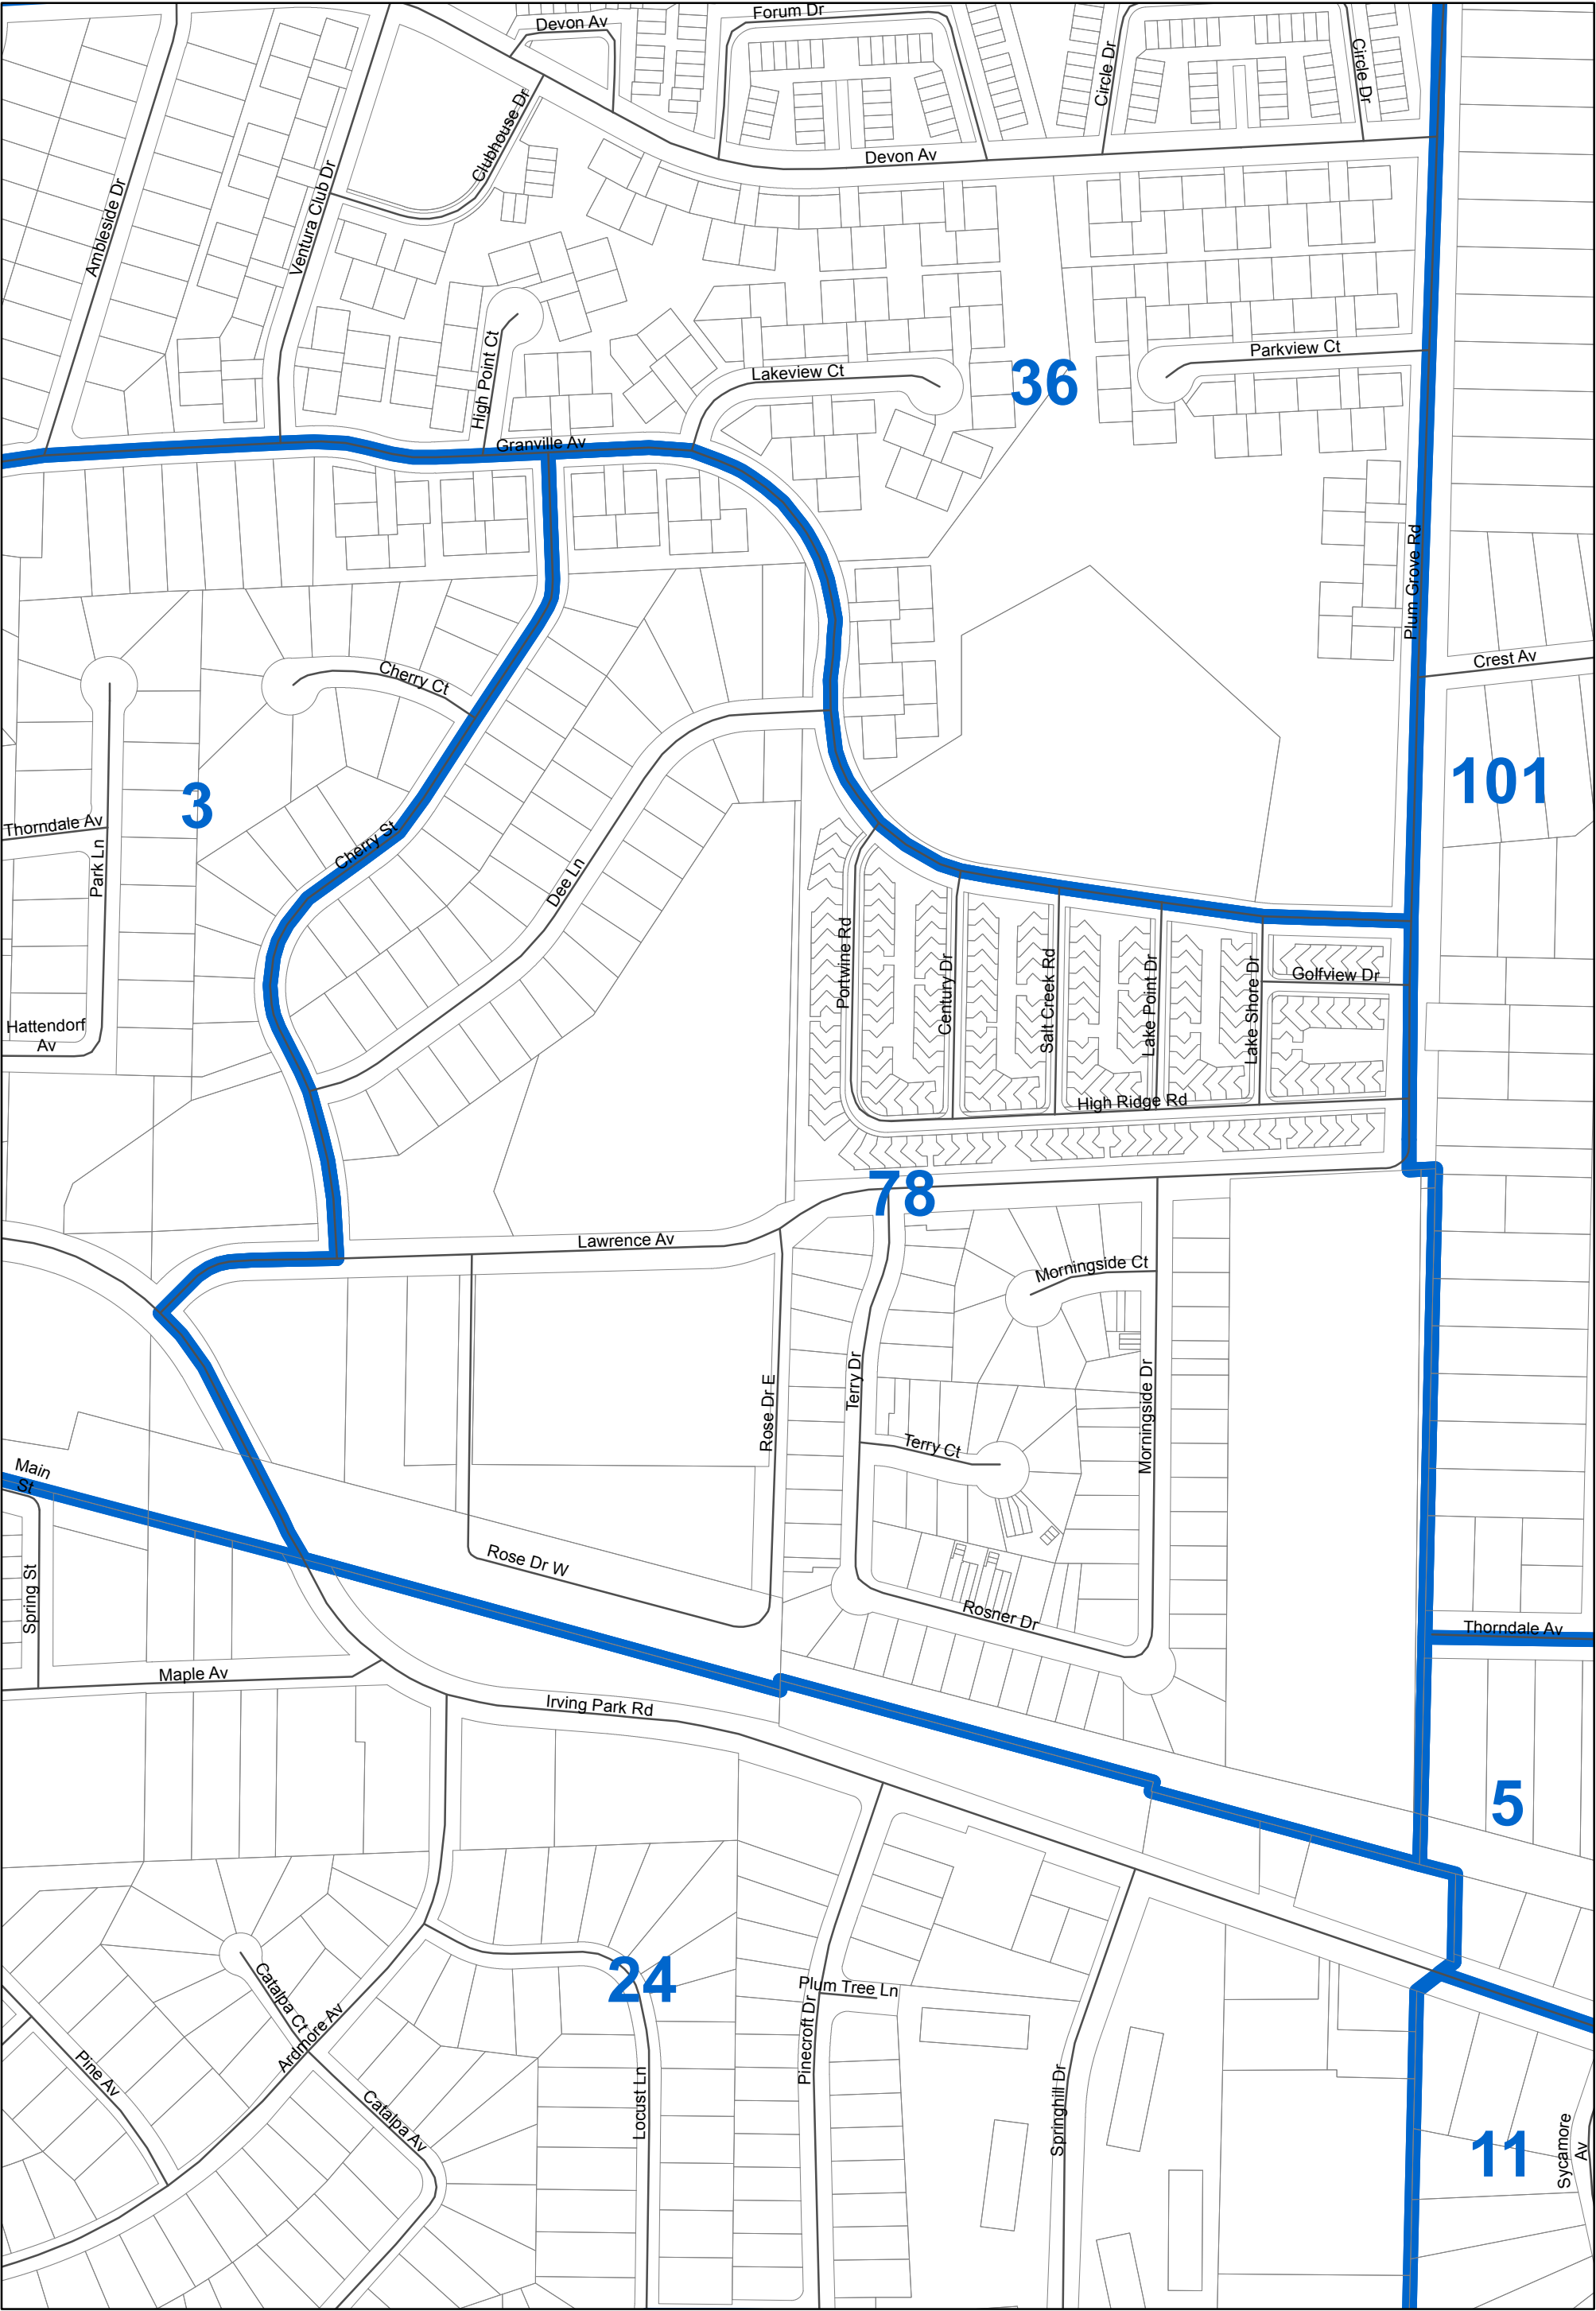 Devon Av
Forum Dr
Circle Dr
Circle Dr
Clubhouse Dr
Devon Av
Ambleside Dr
Ventura Club Dr
High Point Ct
Lakeview Ct
36
Parkview Ct
Granville Av
Plum Grove Rd
Crest Av
Cherry Ct
3
101
Thorndale Av
Park Ln
Cherry St
Dee Ln
Portwine Rd
Century Dr
Salt Creek Rd
Lake Point Dr
Lake Shore Dr
Golfview Dr
Hattendorf
Av
High Ridge Rd
78
Lawrence Av
Morningside Ct
Rose Dr E
Terry Dr
Morningside Dr
Terry Ct
Main
St
Spring St
Rose Dr W
Rosner Dr
Thorndale Av
Maple Av
Irving Park Rd
5
24
Catalpa Ct
Ardmore Av
Plum Tree Ln
Pinecroft Dr
Pine Av
Catalpa Av
Locust Ln
Springhill Dr
11
Sycamore
Av